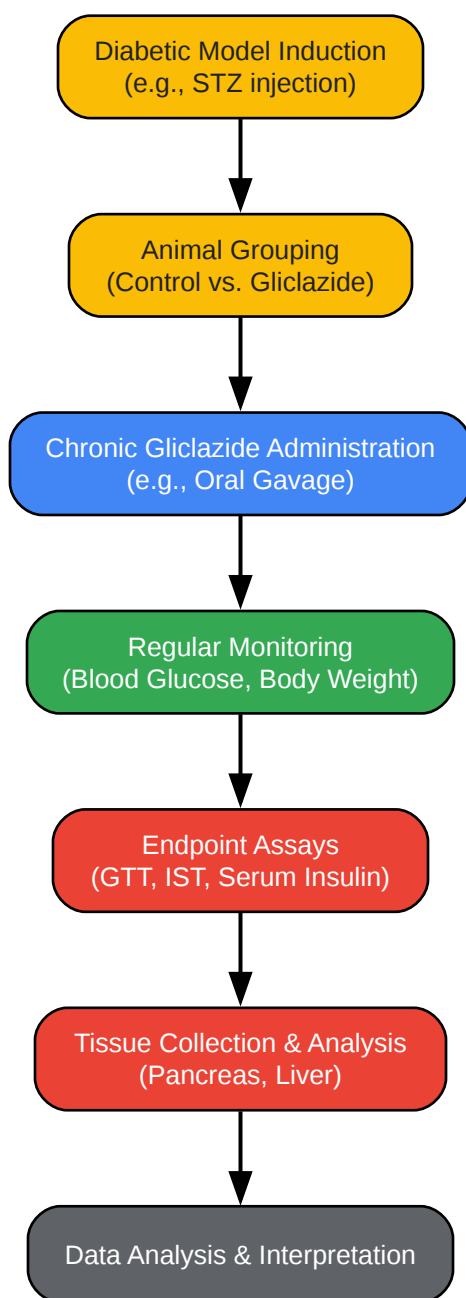 Diabetic Model Induction
(e.g., STZ injection)
Animal Grouping
(Control vs. Gliclazide)
Chronic Gliclazide Administration
(e.g., Oral Gavage)
Regular Monitoring
(Blood Glucose, Body Weight)
Endpoint Assays
(GTT, IST, Serum Insulin)
Tissue Collection & Analysis
(Pancreas, Liver)
Data Analysis & Interpretation